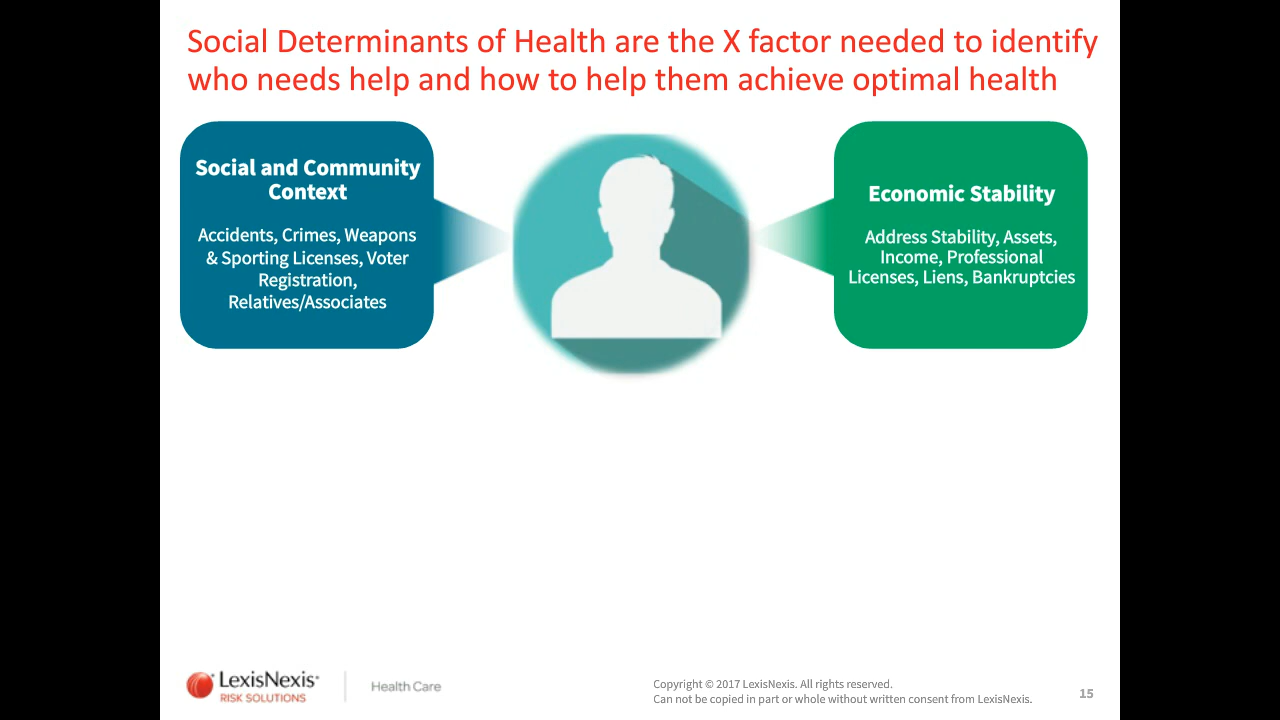 Social Determinants of Health are the X factor needed to identify
who needs help and how to help them achieve optimal health
Social and Community
Context
Accidents, Crimes, Weapons
& Sporting Licenses, Voter
Registration,
Relatives/Associates
Economic Stability
Address Stability, Assets,
Income, Professional
Licenses, Liens, Bankruptcies
LexisNexis®
RISK SOLUTIONS
Health Care
Copyright © 2017 LexisNexis. All rights reserved.
Can not be copied in part or whole without written consent from LexisNexis.
15